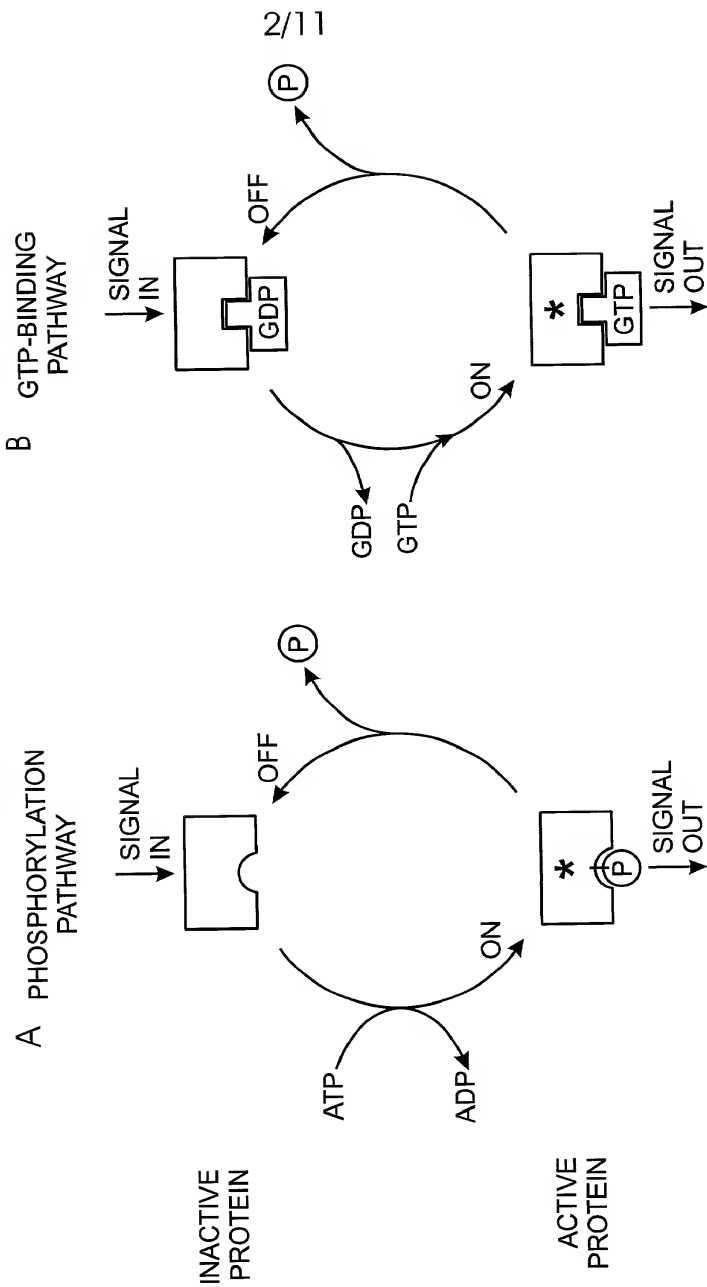 2/11
A PHOSPHORYLATION
PATHWAY
SIGNAL
IN
INACTIVE
PROTEIN
OFF
P
ATP
ADP
ON
ACTIVE
PROTEIN
*
P
SIGNAL
OUT
B GTP-BINDING
PATHWAY
SIGNAL
IN
GDP
OFF
P
GDP
GTP
ON
*
GTP
SIGNAL
OUT